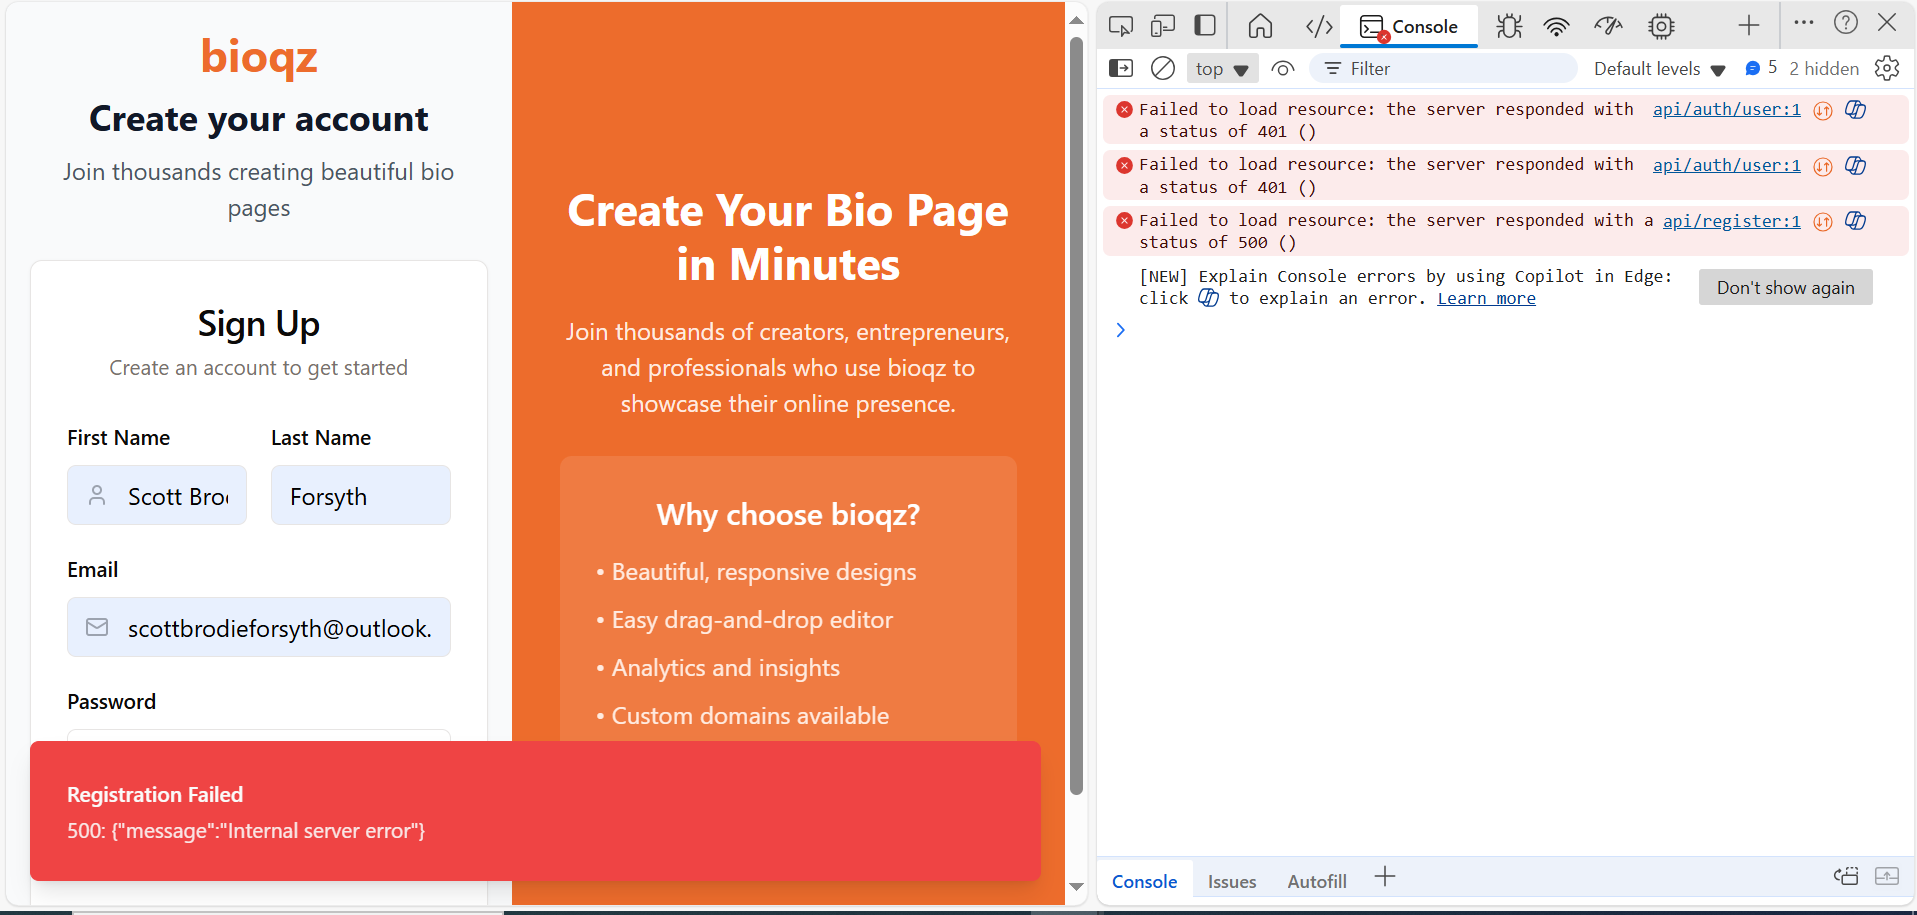 bioqz
Create your account
Join thousands creating beautiful bio
pages
Sign Up
Create an account to get started
First Name
Last Name
Scott Bro
Forsyth
Email
scottbrodieforsyth@outlook.
Password
Create Your Bio Page
in Minutes
Join thousands of creators, entrepreneurs,
and professionals who use bioqz to
showcase their online presence.
Why choose bioqz?
• Beautiful, responsive designs
• Easy drag-and-drop editor
• Analytics and insights
• Custom domains available
Registration Failed
500: {"message":"Internal server error"}
Console
top
Filter
Default levels
5
2 hidden
Failed to load resource: the server responded with api/auth/user:1
a status of 401 ()
Failed to load resource: the server responded with api/auth/user:1
a status of 401 ()
Failed to load resource: the server responded with a api/register:1
status of 500 ()
[NEW] Explain Console errors by using Copilot in Edge:
click to explain an error. Learn more
Don't show again
Console
Issues
Autofill